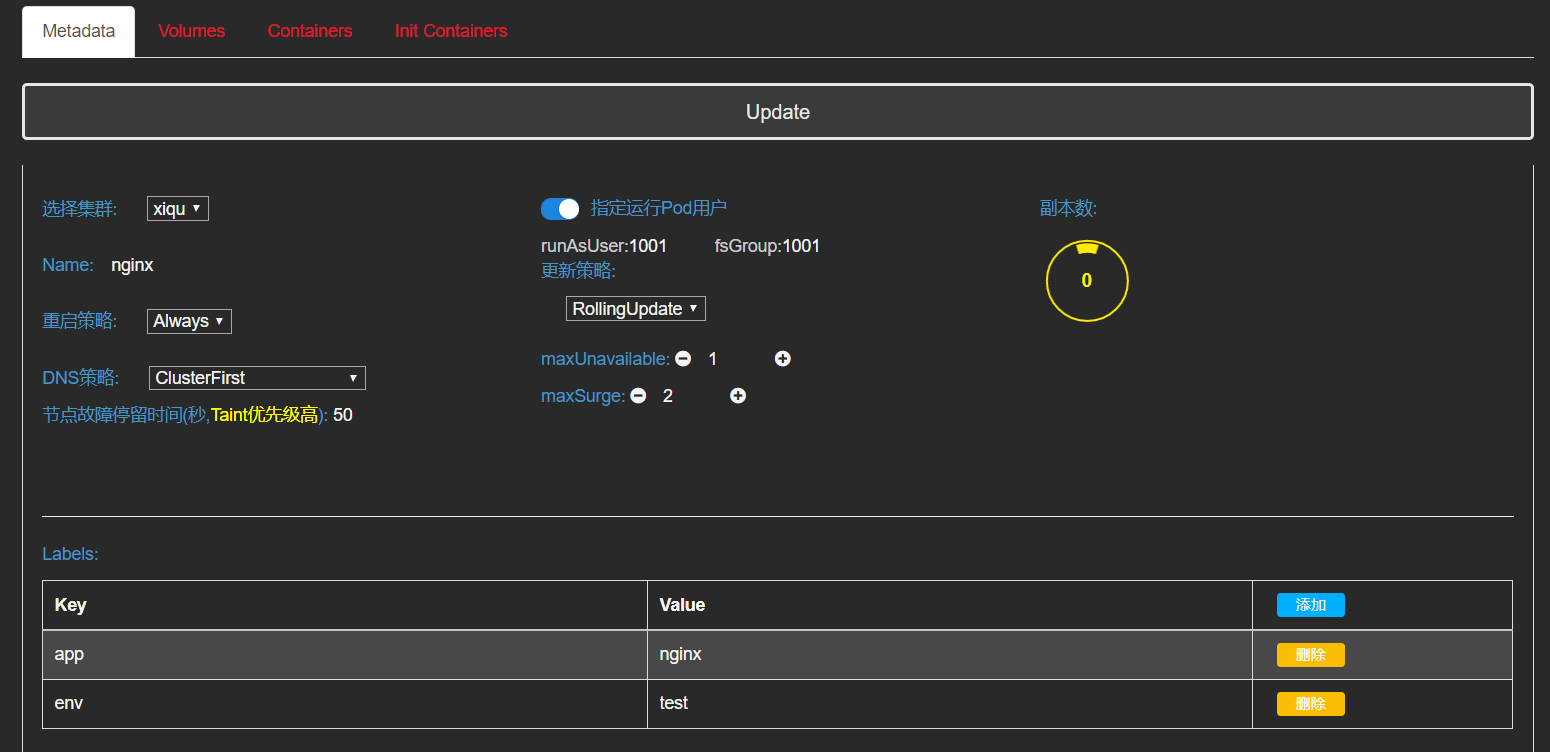 Metadata Volumes Containers Init Containers
Update
选择集群: xiqu
Name: nginx
重启策略: Always
DNS策略: ClusterFirst
节点故障停留时间(秒,Taint优先级高): 50
指定运行Pod用户
runAsUser:1001 fsGroup:1001
更新策略:
RollingUpdate
maxUnavailable: 1
maxSurge: 2
副本数:
0
Labels:
Key Value 添加
app nginx 删除
env test 删除